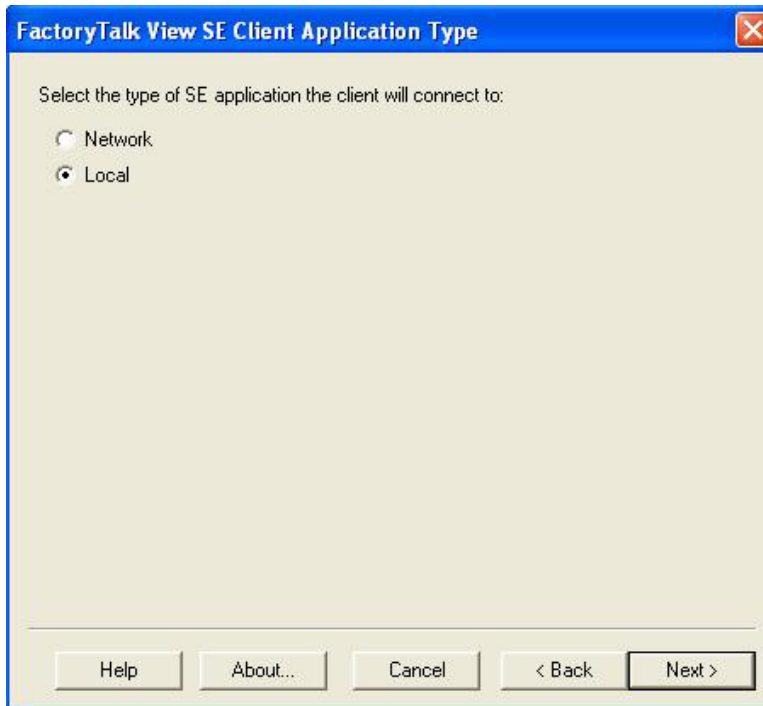 FactoryTalk View SE Client Application Type
Select the type of SE application the client will connect to:
Network
Local
Help About... Cancel < Back Next >